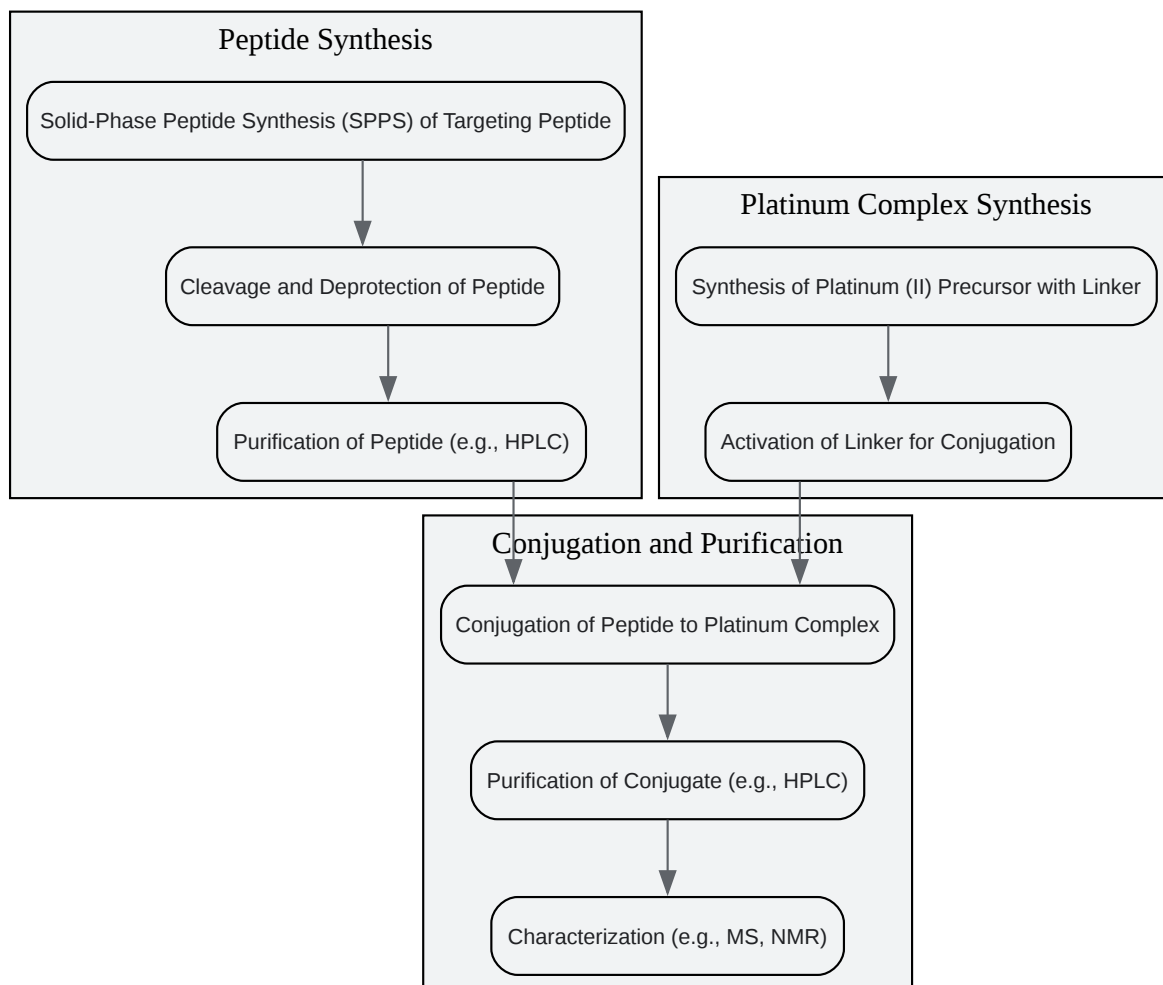 Peptide Synthesis
Solid-Phase Peptide Synthesis (SPPS) of Targeting Peptide
Cleavage and Deprotection of Peptide
Purification of Peptide (e.g., HPLC)
Platinum Complex Synthesis
Synthesis of Platinum (II) Precursor with Linker
Activation of Linker for Conjugation
Conjugation and Purification
Conjugation of Peptide to Platinum Complex
Purification of Conjugate (e.g., HPLC)
Characterization (e.g., MS, NMR)